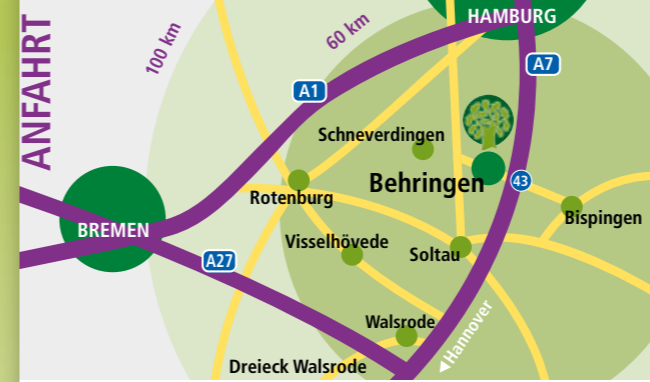 ANFAHRT
100 km
60 km
HAMBURG
A1
A7
Schneverdingen
Behringen
43
Rotenburg
Bispingen
BREMEN
Visselhövede
Soltau
A27
Walsrode
Hannover
Dreieck Walsrode